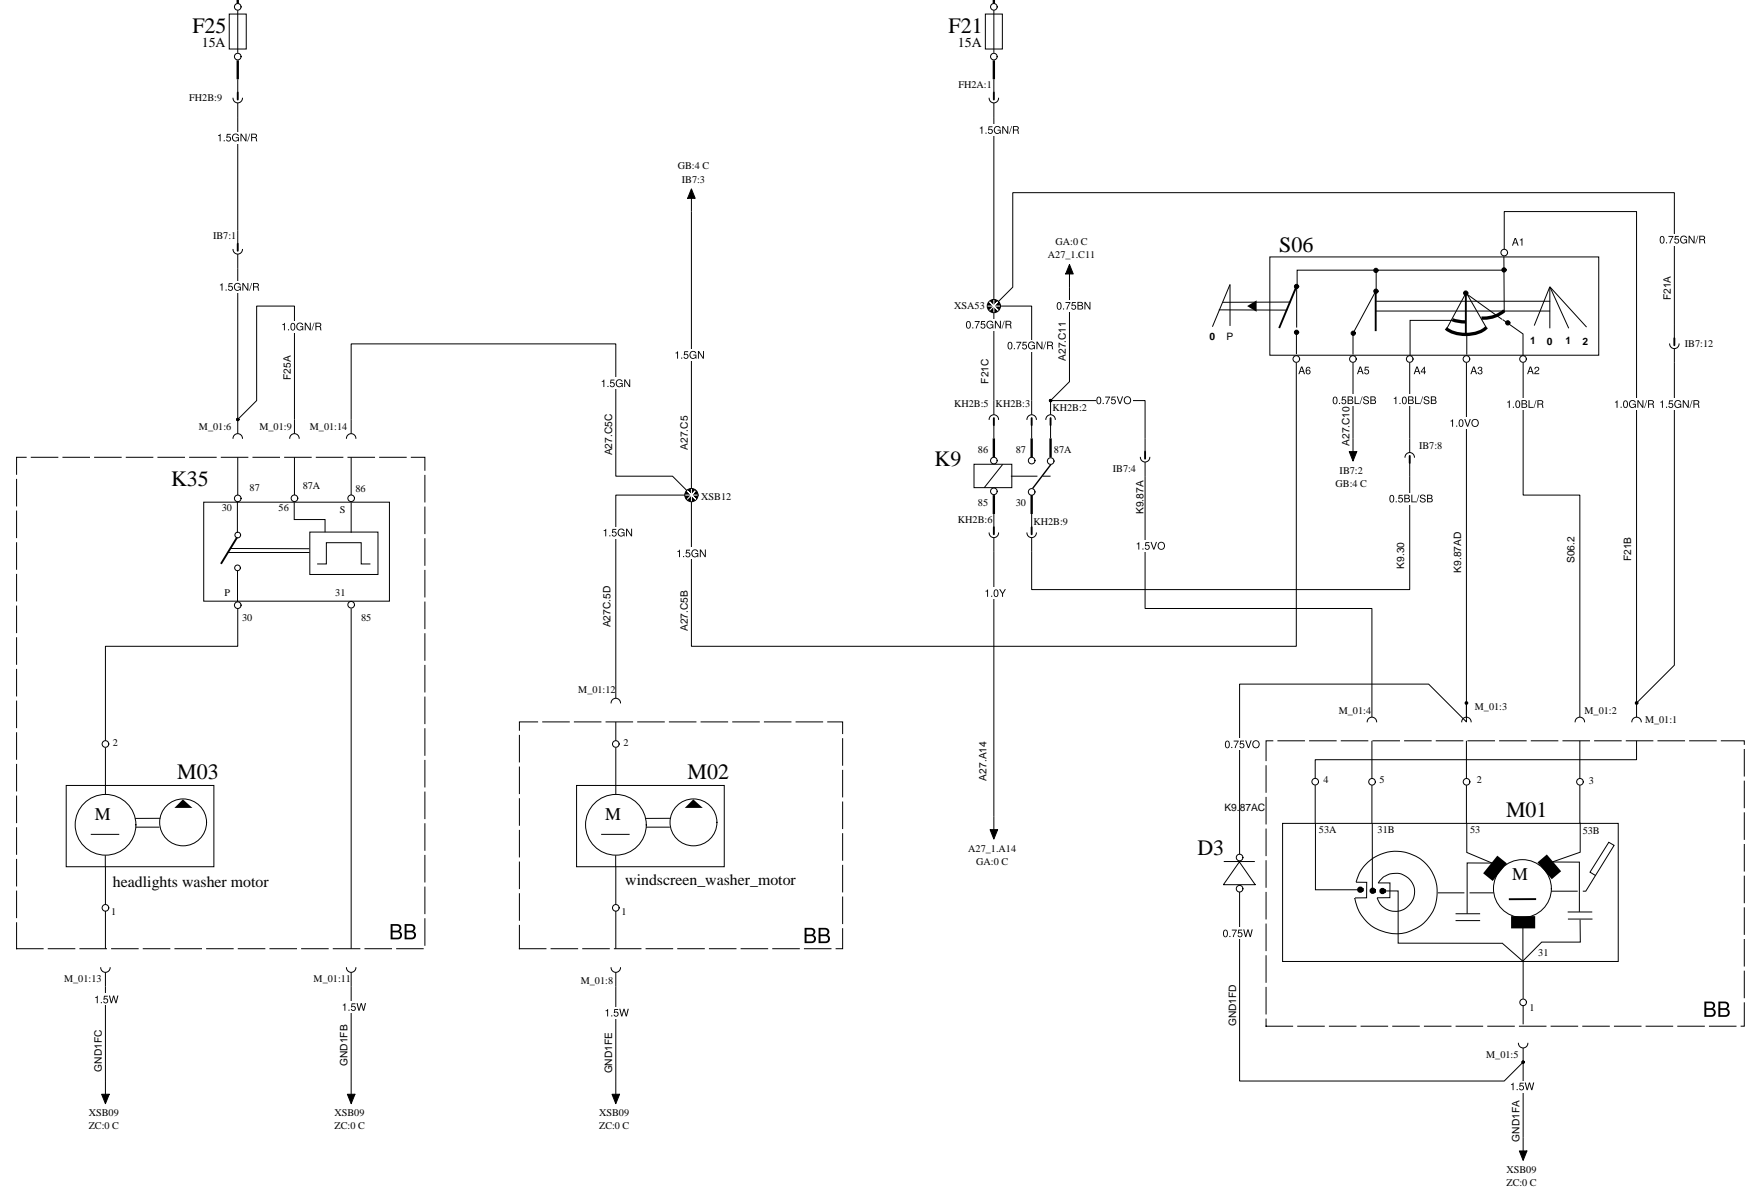 F25
15A
F21
15A
FH2B:9
FH2A:1
1.5GN/R
1.5GN/R
GB:4 C
IB7:3
IB7:1
GA:0 C
A27_1.C11
S06
A1
0.75GN/R
F21A
1.5GN/R
1.0GN/R
F25A
XSA53
0.75GN/R
0.75BN
A27.C11
0.75GN/R
F21C
0 P
1 0 1 2
IB7:12
1.5GN
1.5GN
A27.C5C
A27.C5
A6
A5
A4
A3
A2
KH2B:5
KH2B:3
KH2B:2
0.75VO
0.5BL/SB
1.0BL/SB
1.0VO
1.0BL/R
1.0GN/R
1.5GN/R
A27.C10
M_01:6
M_01:9
M_01:14
K9
86
87
87A
85
30
KH2B:6
KH2B:9
IB7:4
K9.87A
IB7:2
GB:4 C
IB7:8
0.5BL/SB
K35
87
87A
86
30
56
S
P
31
30
85
XSB12
1.5GN
1.5GN
A27C.5D
A27.C5B
1.5VO
K9.30
K9.87AD
S06.2
F21B
1.0Y
A27.A14
A27_1.A14
GA:0 C
M_01:12
M_01:4
M_01:3
M_01:2
M_01:1
0.75VO
K9.87AC
D3
0.75W
GND1FD
2
M03
M
headlights washer motor
1
BB
2
M02
M
windscreen_washer_motor
1
BB
4
5
2
3
M01
53A
31B
53
53B
M
31
1
BB
M_01:13
1.5W
GND1FC
XSB09
ZC:0 C
M_01:11
1.5W
GND1FB
XSB09
ZC:0 C
M_01:8
1.5W
GND1FE
XSB09
ZC:0 C
M_01:5
1.5W
GND1FA
XSB09
ZC:0 C